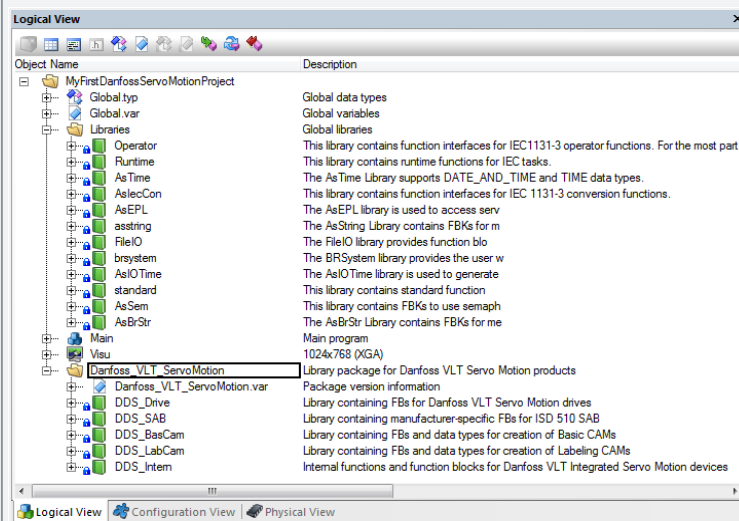 Logical View
Object Name Description
MyFirstDanfossServoMotionProject
Global.typ Global data types
Global.var Global variables
Libraries Global libraries
Operator This library contains function interfaces for IEC1131-3 operator functions. For the most part
Runtime This library contains runtime functions for IEC tasks.
AsTime The AsTime Library supports DATE_AND_TIME and TIME data types.
AsIecCon This library contains function interfaces for IEC 1131-3 conversion functions.
AsEPL The AsEPL library is used to access serv
asstring The AsString Library contains FBKs for m
FileIO The FileIO library provides function blo
brsystem The BRSystem library provides the user w
AsIOTime The AsIOTime library is used to generate
standard This library contains standard function
AsSem This library contains FBKs to use semaph
AsBrStr The AsBrStr Library contains FBKs for me
Main Main program
Visu 1024x768 (XGA)
Danfoss_VLT_ServoMotion Library package for Danfoss VLT Servo Motion products
Danfoss_VLT_ServoMotion.var Package version information
DDS_Drive Library containing FBs for Danfoss VLT Servo Motion drives
DDS_SAB Library containing manufacturer-specific FBs for ISD 510 SAB
DDS_BasCam Library containing FBs and data types for creation of Basic CAMs
DDS_LabCam Library containing FBs and data types for creation of Labeling CAMs
DDS_Intern Internal functions and function blocks for Danfoss VLT Integrated Servo Motion devices
Logical View Configuration View Physical View